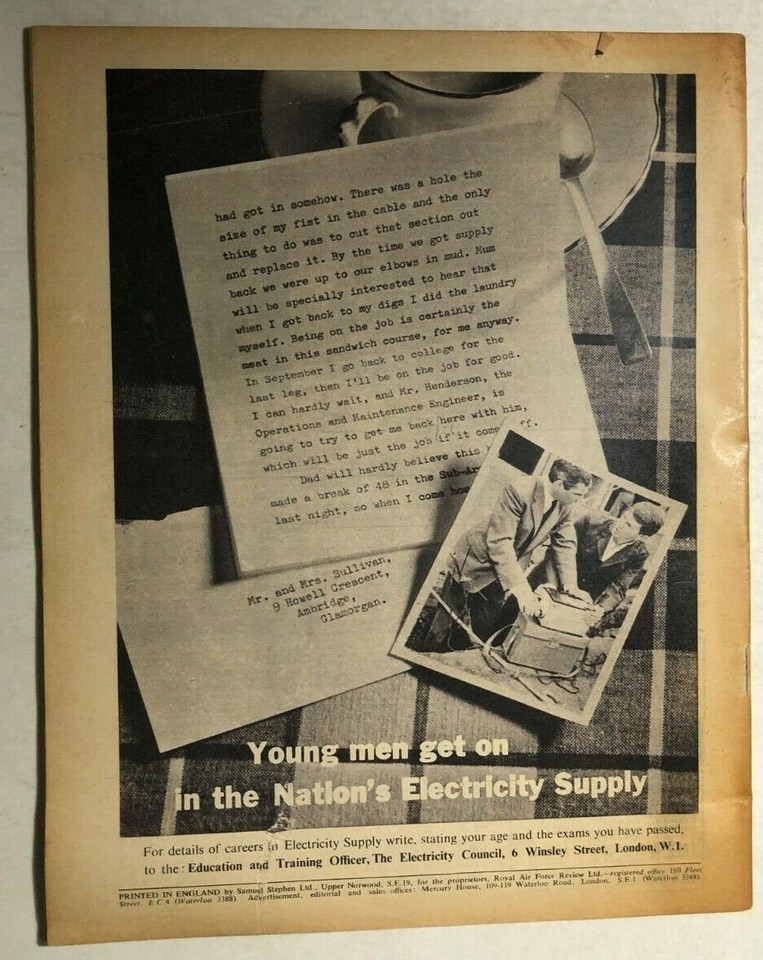 had got in somehow. There was a hole the
size of my fist in the cable and the only
thing to do was to cut that section out
and replace it. By the time we got supply
back we were up to our elbows in mud. Mum
will be specially interested to hear that
when I got back to my digs I did the laundry
myself. Being on the job is certainly the
meat in this sandwich course, for me anyway.
In September I go back to college for the
last leg, then I'll be on the job for good.
I can hardly wait, and Mr. Henderson, the
Operations and Maintenance Engineer, is
going to try to get me back here with him,
which will be just the job if it come ff.
Dad will hardly believe this
made a break of 48 in the Sub-Ar
last night, so when I come hom
Mr. and Mrs. Sullivan,
9 Howell Crescent,
Ambridge,
Glamorgan.
Young men get on
in the Nation's Electricity Supply
For details of careers in Electricity Supply write, stating your age and the exams you have passed,
to the: Education and Training Officer, The Electricity Council, 6 Winsley Street, London, W.1.
PRINTED IN ENGLAND by Samuel Stephen Ltd., Upper Norwood, S.E.19, for the proprietors, Royal Air Force Review Ltd.—registered office 180 Fleet
Street, E.C.4 (Waterloo 3388). Advertisement, editorial and sales offices: Mercury House, 109-119 Waterloo Road, London, S.E.1 (Waterloo 3388).